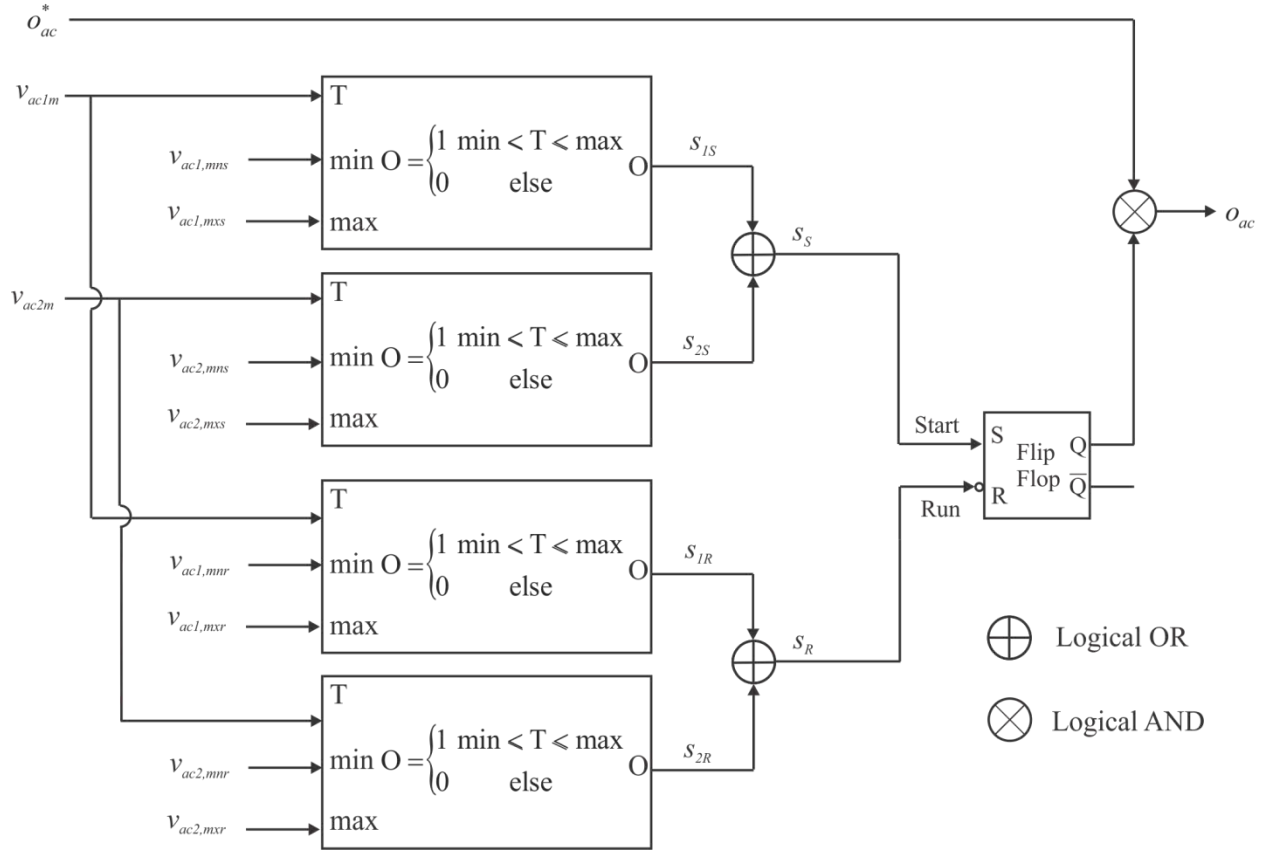 o*ac
vac1m
T
vac1,mns
min O = {1 min < T ⩽ max
0 else
O
s1S
vac1,mxs
max
sS
oac
vac2m
T
vac2,mns
min O = {1 min < T ⩽ max
0 else
O
s2S
vac2,mxs
max
Start
S
Flip
Flop
Q
Q̅
R
Run
T
vac1,mnr
min O = {1 min < T ⩽ max
0 else
O
s1R
vac1,mxr
max
sR
Logical OR
T
Logical AND
vac2,mnr
min O = {1 min < T ⩽ max
0 else
O
s2R
vac2,mxr
max